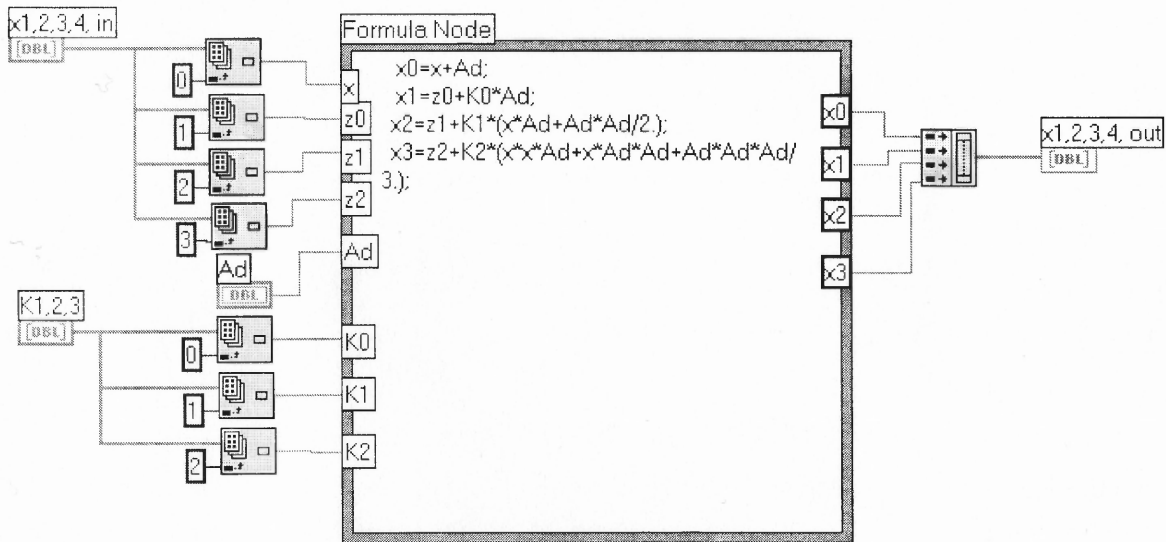 x1,2,3,4, in
[DBL]
0
1
2
3
Ad
DBL
K1,2,3
[DBL]
0
1
2
Formula Node
x
z0
z1
z2
Ad
K0
K1
K2
x0=x+Ad;
x1=z0+K0*Ad;
x2=z1+K1*(x*Ad+Ad*Ad/2.);
x3=z2+K2*(x*x*Ad+x*Ad*Ad+Ad*Ad*Ad/
3.);
x0
x1
x2
x3
x1,2,3,4, out
[DBL]